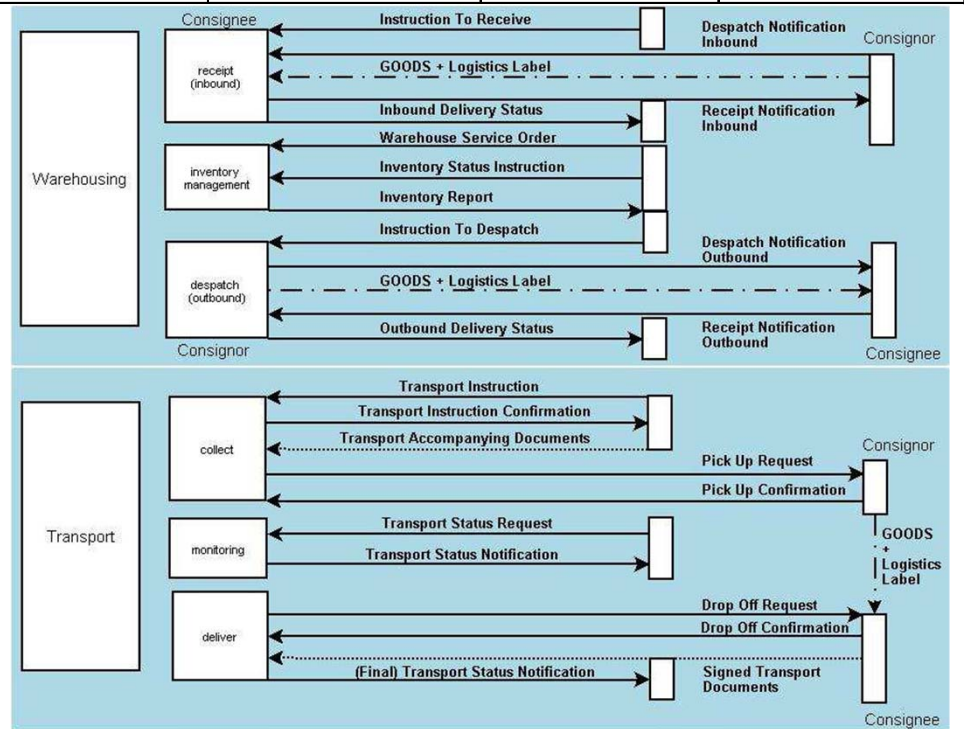 Consignee
Instruction To Receive
Despatch Notification
Inbound
Consignor
receipt
(inbound)
GOODS + Logistics Label
Inbound Delivery Status
Receipt Notification
Inbound
Warehousing
Warehouse Service Order
inventory
management
Inventory Status Instruction
Inventory Report
Instruction To Despatch
Despatch Notification
Outbound
despatch
(outbound)
GOODS + Logistics Label
Outbound Delivery Status
Receipt Notification
Outbound
Consignor
Consignee
Transport Instruction
Transport Instruction Confirmation
Transport Accompanying Documents
collect
Consignor
Pick Up Request
Pick Up Confirmation
Transport
Transport Status Request
monitoring
Transport Status Notification
GOODS
+
Logistics
Label
Drop Off Request
Drop Off Confirmation
deliver
(Final) Transport Status Notification
Signed Transport
Documents
Consignee